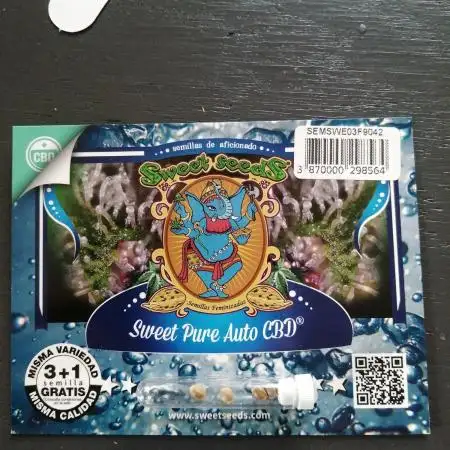 CBD
semillas de aficionado
SEMSWE03F9042
3 870000 298564
Sweet Seeds
Semillas Feminizadas
Sweet Pure Auto CBD®
MISMA VARIEDAD
3+1
semilla
GRATIS
MISMA CALIDAD
www.sweetseeds.com